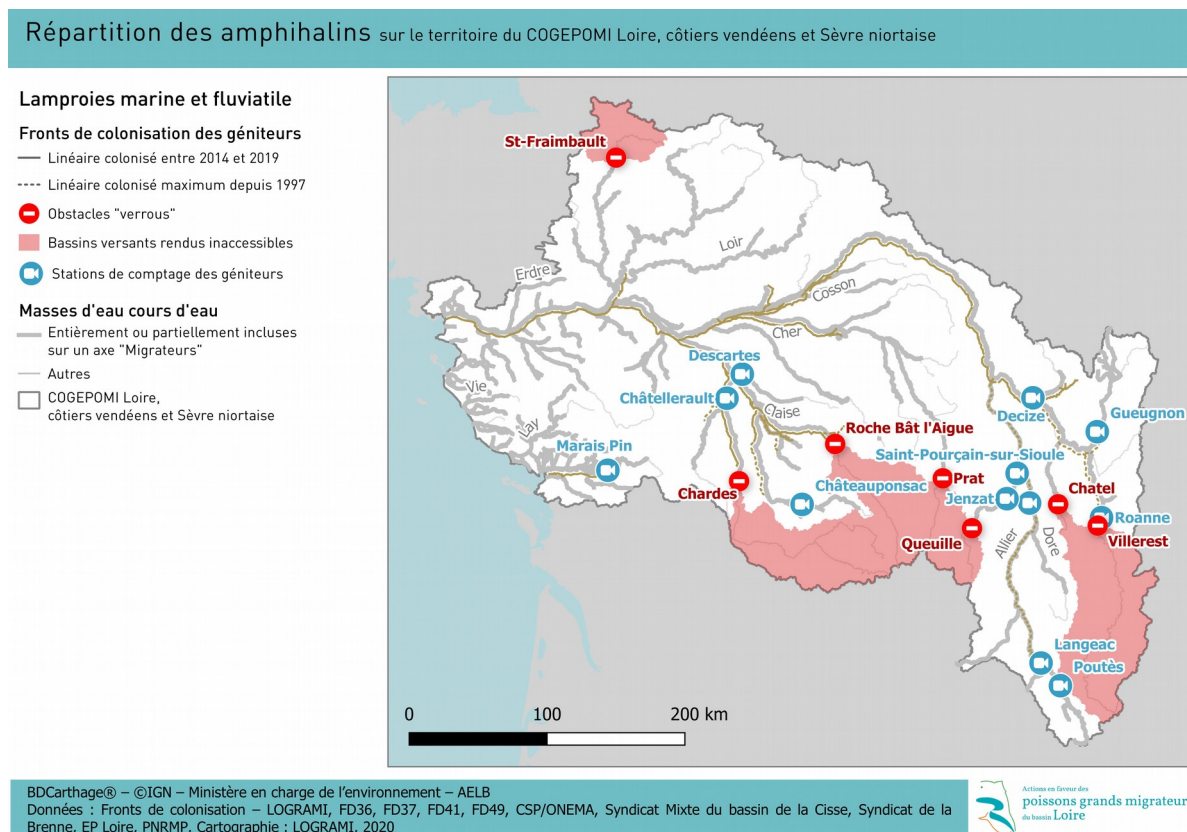 Répartition des amphihalins sur le territoire du COGEPOMI Loire, côtiers vendéens et Sèvre niortaise
Lamproies marine et fluviatile
Fronts de colonisation des géniteurs
Linéaire colonisé entre 2014 et 2019
Linéaire colonisé maximum depuis 1997
Obstacles "verrous"
Bassins versants rendus inaccessibles
Stations de comptage des géniteurs
Masses d'eau cours d'eau
Entièrement ou partiellement incluses
sur un axe "Migrateurs"
Autres
COGEPOMI Loire,
côtiers vendéens et Sèvre niortaise
St-Fraimbault
Loir
Erdre
Cosson
Cher
Descartes
Vie
Châtellerault
Claise
Decize
Gueugnon
Lay
Roche Bât l'Aigue
Marais Pin
Saint-Pourçain-sur-Sioule
Prat
Chardes
Châteauponsac
Jenzat
Chatel
Roanne
Queuille
Allier
Dore
Villerest
Langeac
Poutès
0 100 200 km
BDCarthage® – ©IGN – Ministère en charge de l'environnement – AELB
Données : Fronts de colonisation – LOGRAMI, FD36, FD37, FD41, FD49, CSP/ONEMA, Syndicat Mixte du bassin de la Cisse, Syndicat de la
Brenne, EP Loire, PNRMP. Cartographie : LOGRAMI, 2020
Actions en faveur des
poissons grands migrateur
du bassin Loire